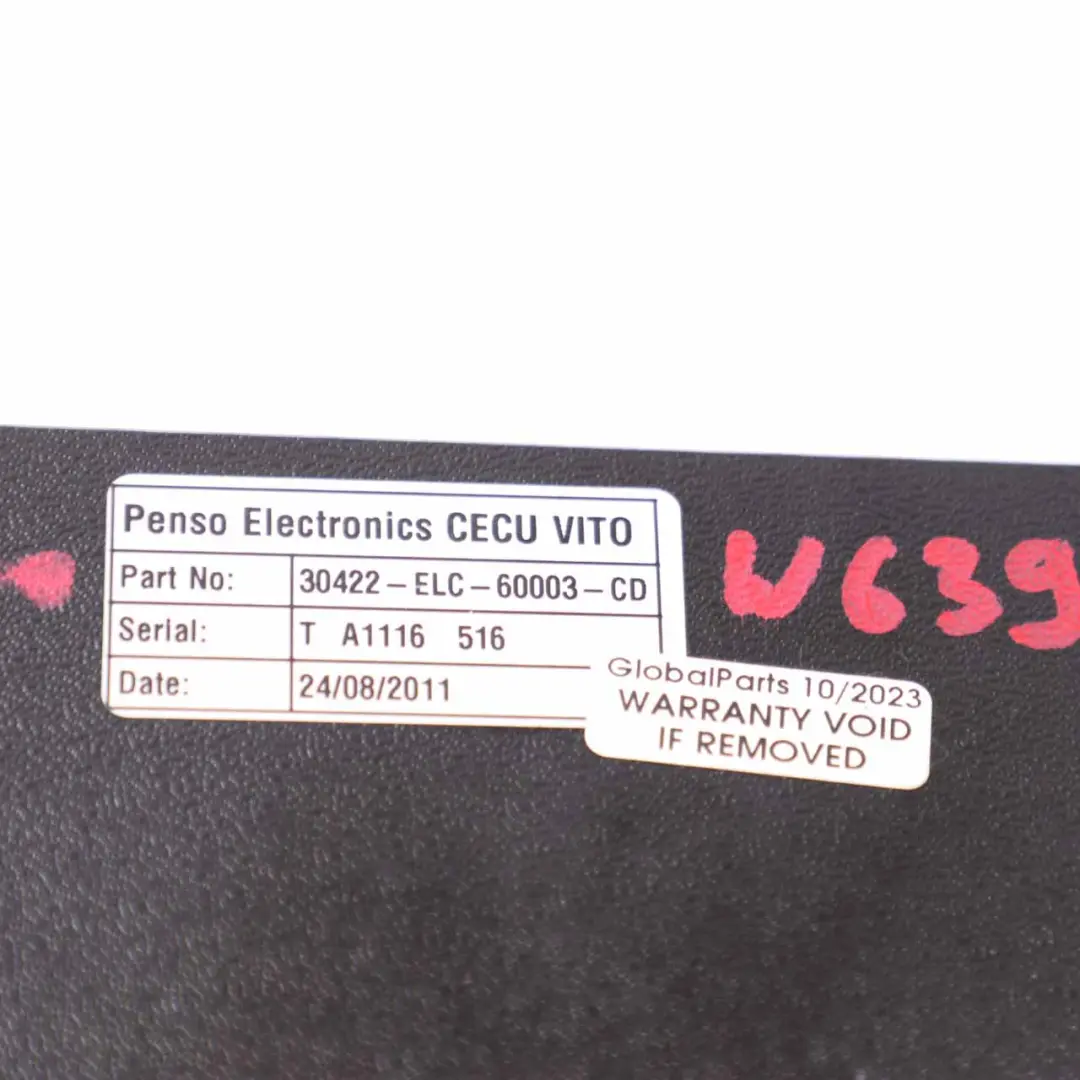 Penso Electronics CECU VITO
Part No: 30422-ELC-60003-CD
Serial: T A1116 516
Date: 24/08/2011
W639
GlobalParts 10/2023
WARRANTY VOID
IF REMOVED